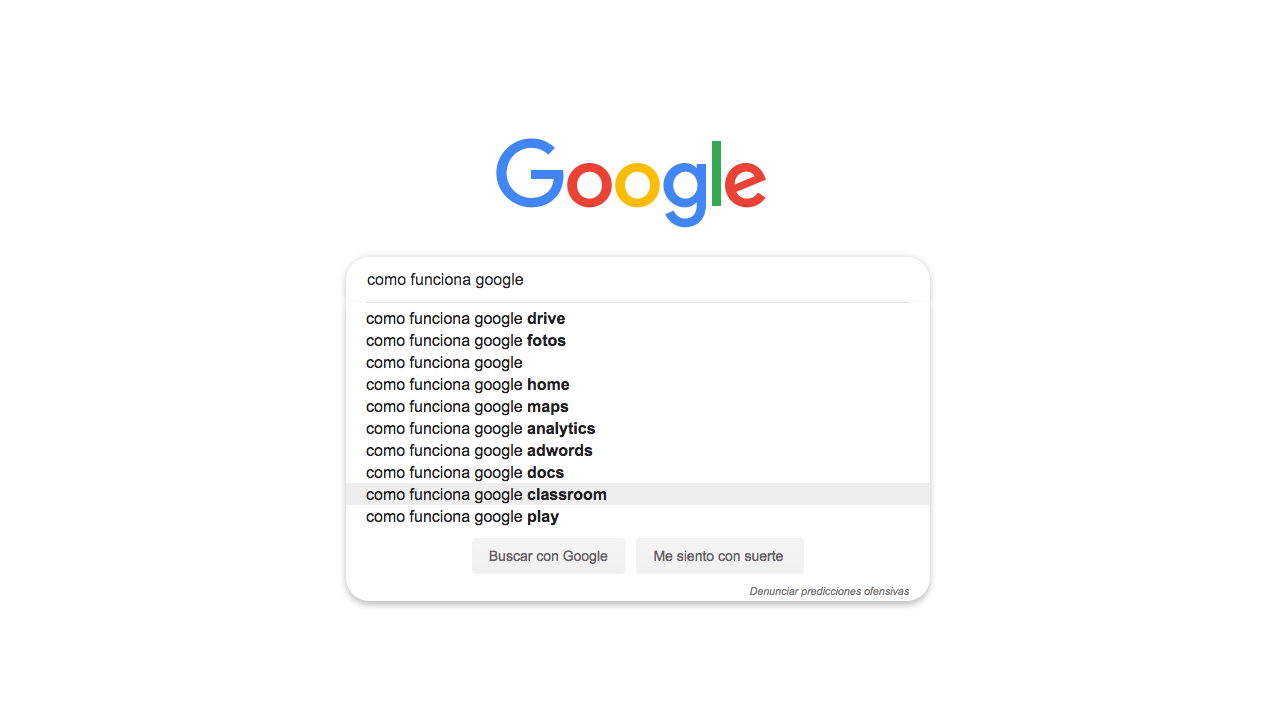 Google
como funciona google
como funciona google drive
como funciona google fotos
como funciona google
como funciona google home
como funciona google maps
como funciona google analytics
como funciona google adwords
como funciona google docs
como funciona google classroom
como funciona google play
Buscar con Google Me siento con suerte
Denunciar predicciones ofensivas